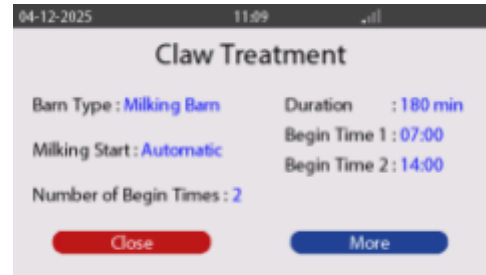 04-12-2025 11:09
Claw Treatment
Barn Type : Milking Barn
Milking Start : Automatic
Number of Begin Times : 2
Duration : 180 min
Begin Time 1 : 07:00
Begin Time 2 : 14:00
Close More